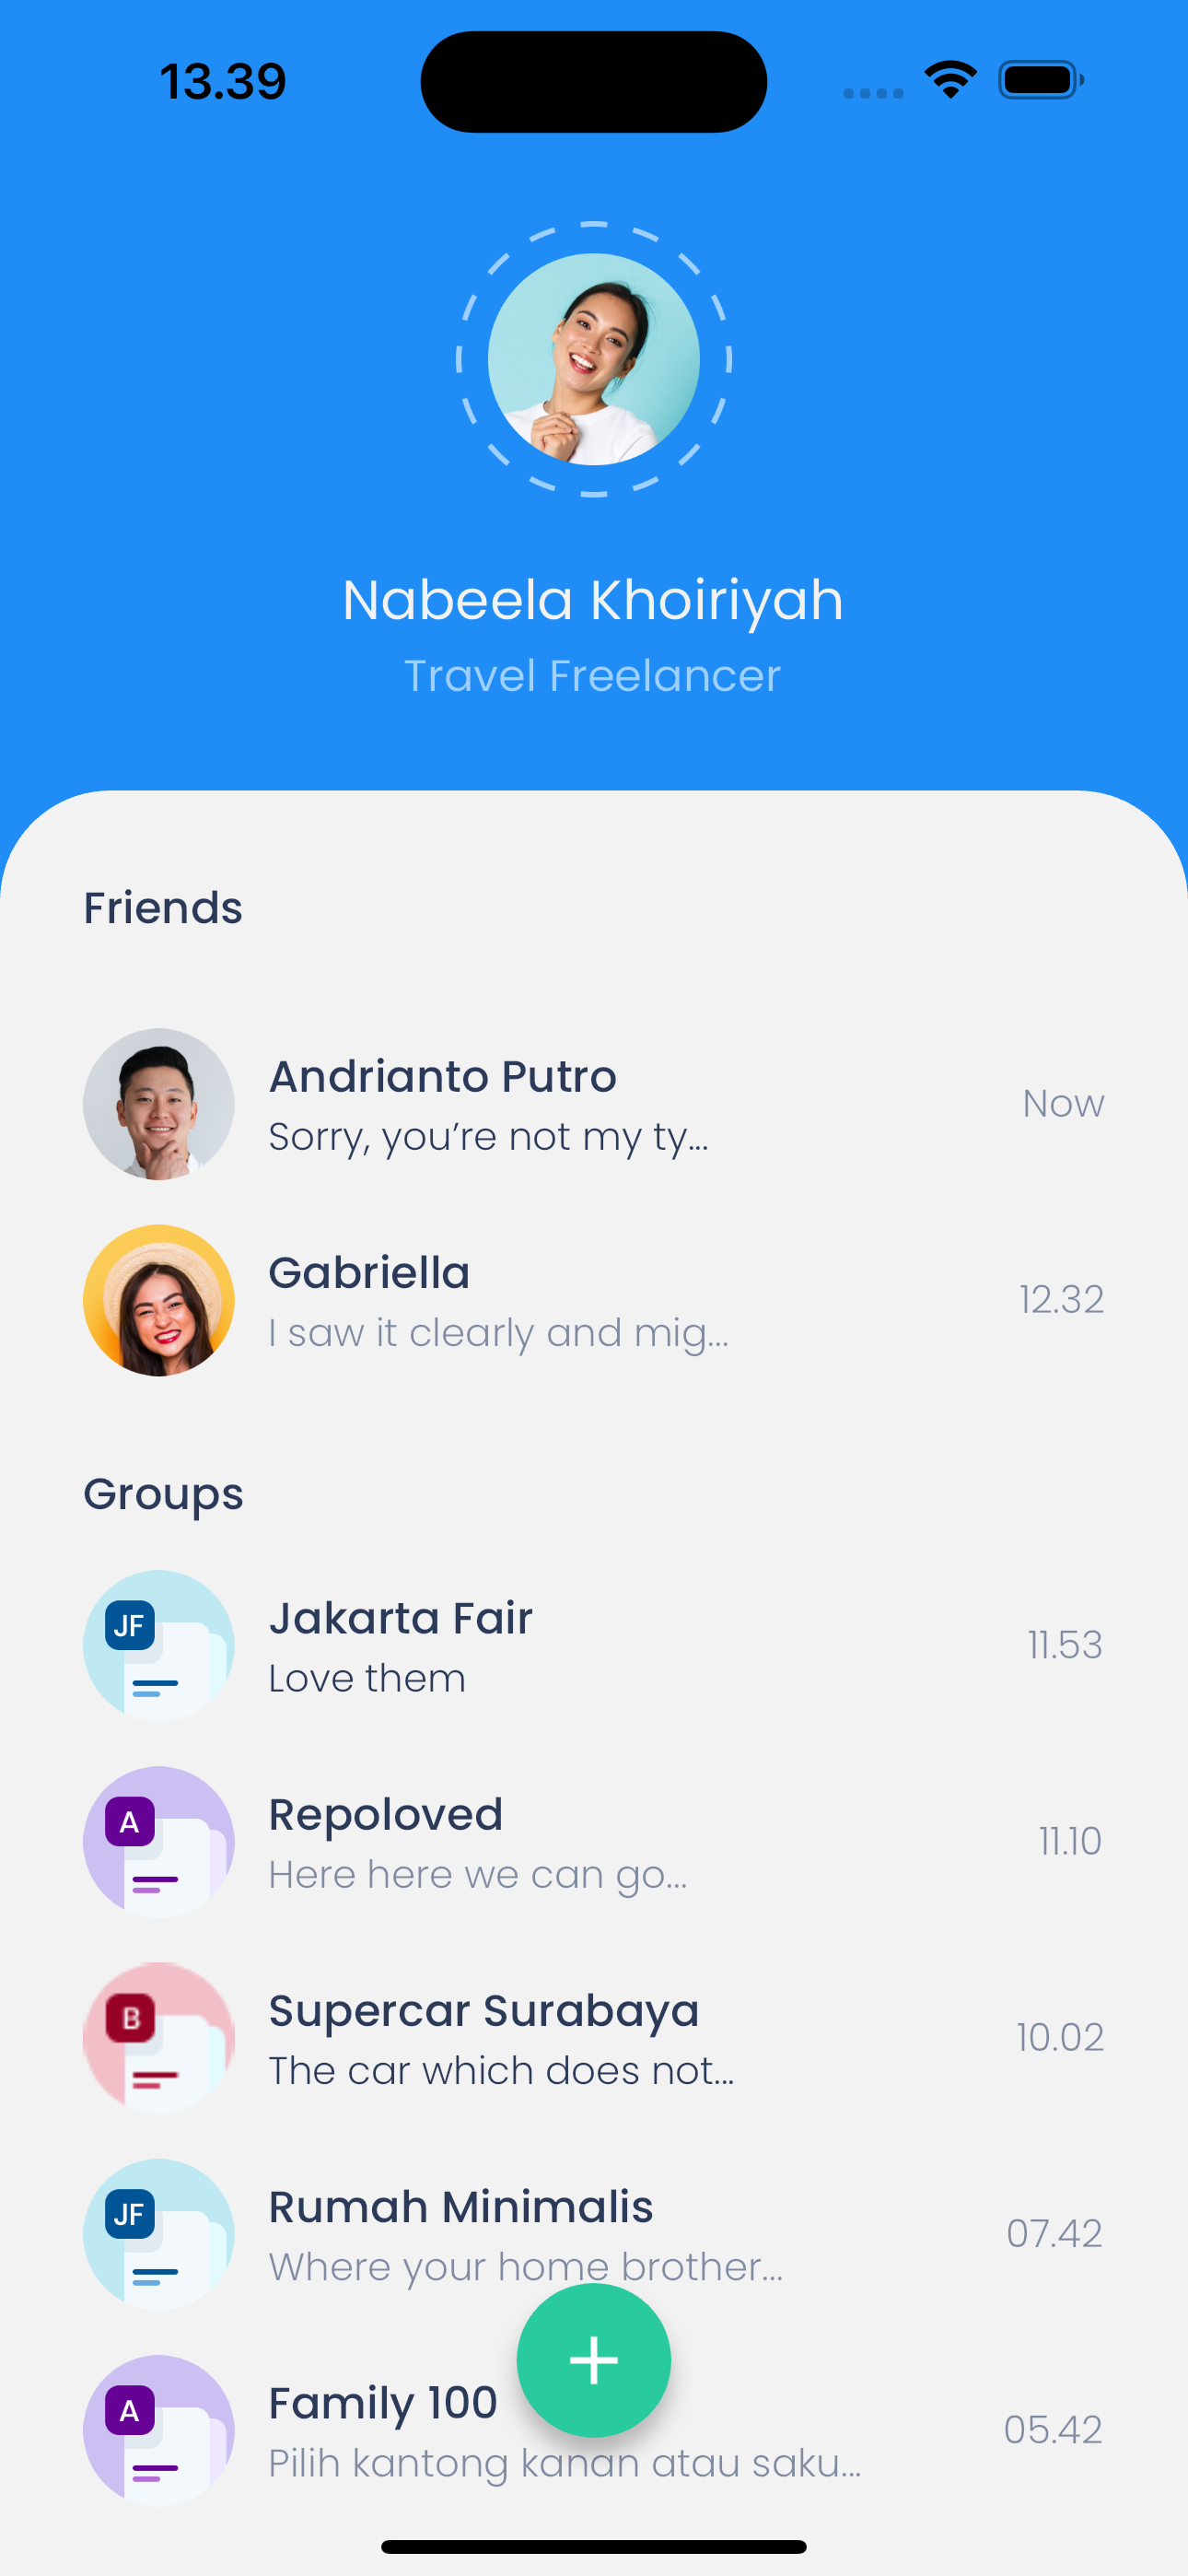 13.39
Nabeela Khoiriyah
Travel Freelancer
Friends
Andrianto Putro
Sorry, you’re not my ty...
Now
Gabriella
I saw it clearly and mig...
12.32
Groups
JF
Jakarta Fair
Love them
11.53
A
Repoloved
Here here we can go...
11.10
B
Supercar Surabaya
The car which does not...
10.02
JF
Rumah Minimalis
Where your home brother...
07.42
A
Family 100
Pilih kantong kanan atau saku...
05.42